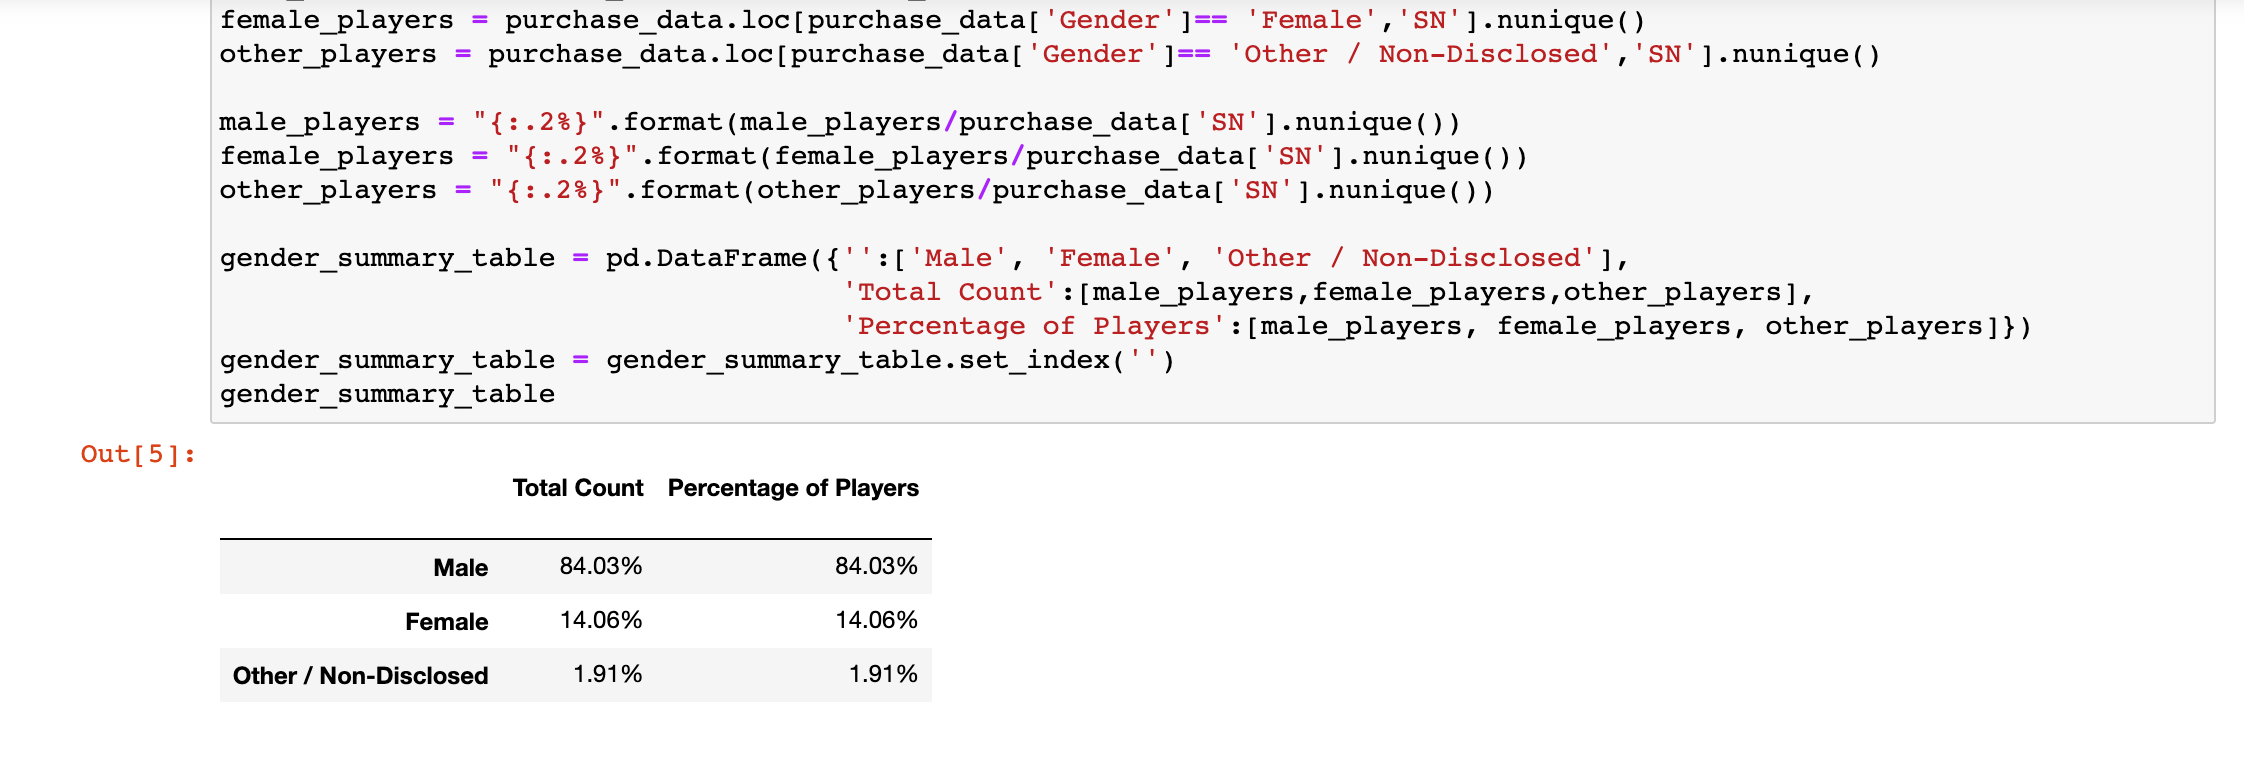 female_players = purchase_data.loc[purchase_data['Gender']== 'Female','SN'].nunique()
other_players = purchase_data.loc[purchase_data['Gender']== 'Other / Non-Disclosed','SN'].nunique()
male_players = "{:.2%}".format(male_players/purchase_data['SN'].nunique())
female_players = "{:.2%}".format(female_players/purchase_data['SN'].nunique())
other_players = "{:.2%}".format(other_players/purchase_data['SN'].nunique())
gender_summary_table = pd.DataFrame({'':['Male', 'Female', 'Other / Non-Disclosed'],
'Total Count':[male_players,female_players,other_players],
'Percentage of Players':[male_players, female_players, other_players]})
gender_summary_table = gender_summary_table.set_index('')
gender_summary_table
Out[5]:
Total Count Percentage of Players
Male 84.03% 84.03%
Female 14.06% 14.06%
Other / Non-Disclosed 1.91% 1.91%